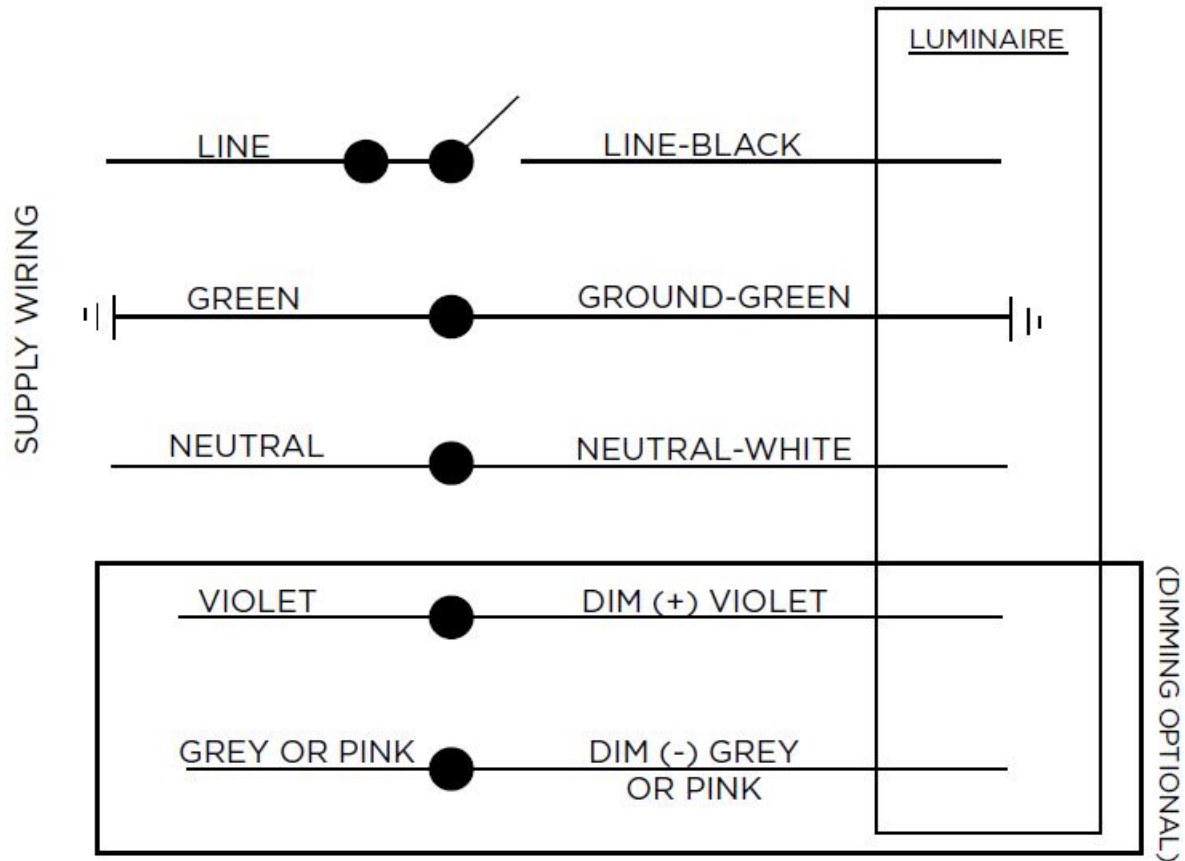 LUMINAIRE
LINE
LINE-BLACK
SUPPLY WIRING
GREEN
GROUND-GREEN
NEUTRAL
NEUTRAL-WHITE
VIOLET
DIM (+) VIOLET
(DIMMING OPTIONAL)
GREY OR PINK
DIM (-) GREY
OR PINK